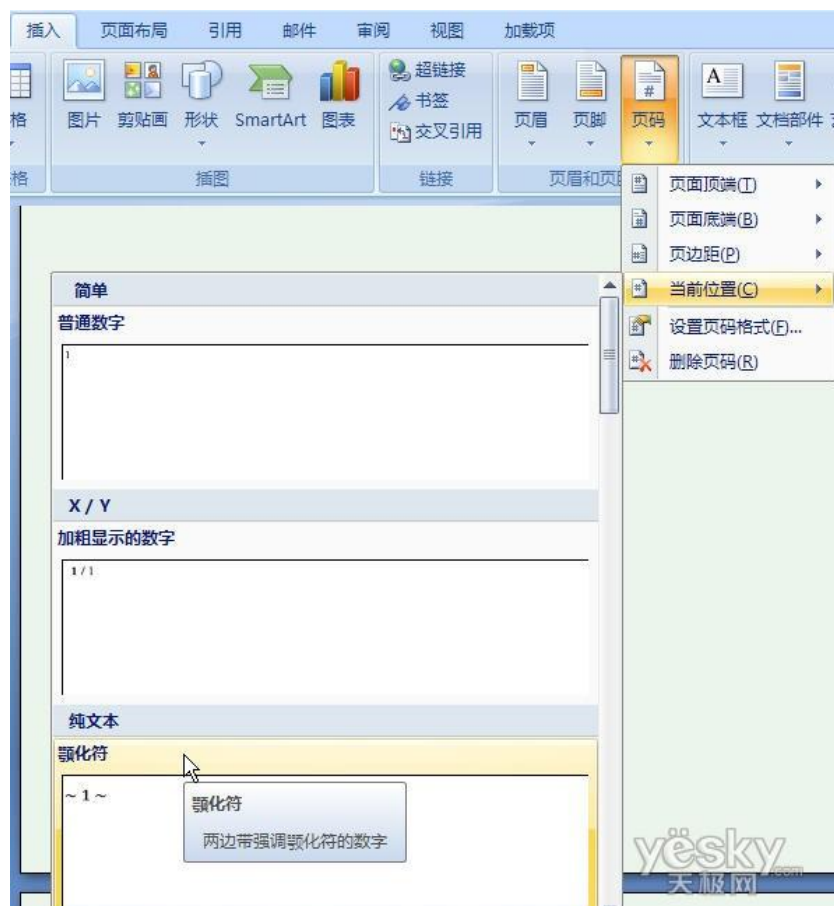 插入 页面布局 引用 邮件 审阅 视图 加载项
格 图片 剪贴画 形状 SmartArt 图表
超链接
书签
交叉引用
页眉 页脚 页码 文本框 文档部件
格 插图 链接 页眉和页
页面顶端(T)
页面底端(B)
页边距(P)
当前位置(C)
设置页码格式(F)...
删除页码(R)
简单
普通数字
1
X / Y
加粗显示的数字
1 / 1
纯文本
颚化符
~ 1 ~
颚化符
两边带强调颚化符的数字
yësky.com
天极网